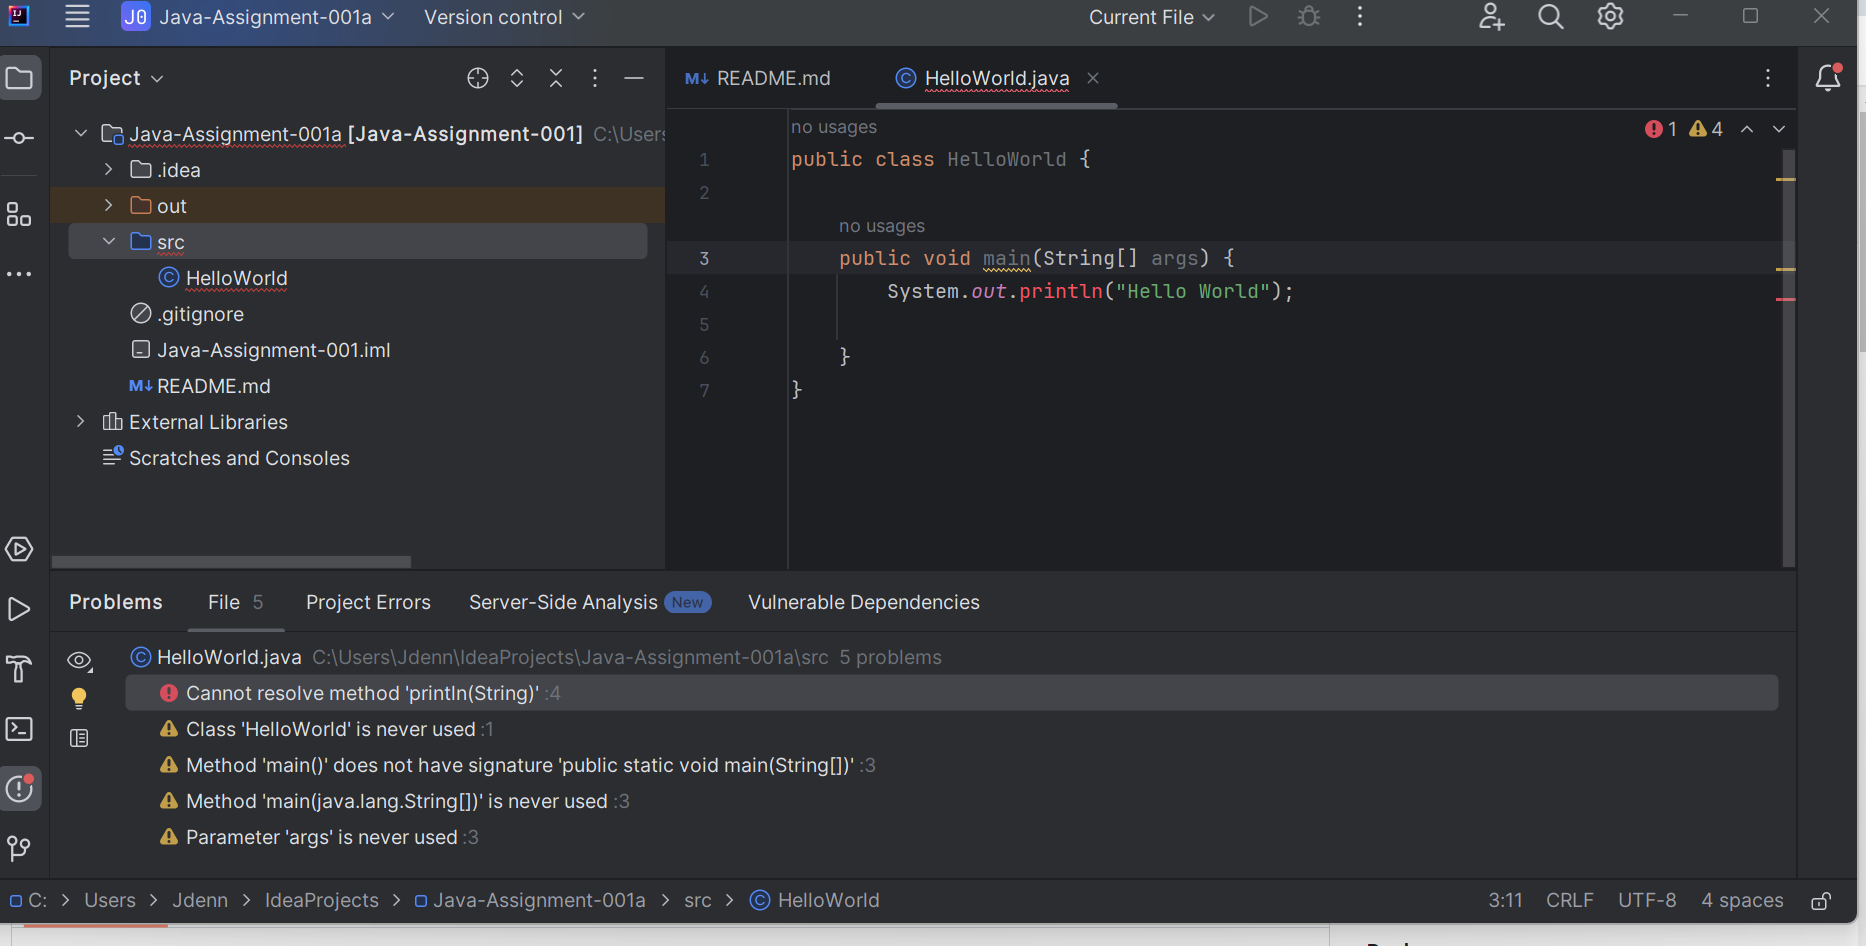 J0 Java-Assignment-001a Version control Current File
Project
README.md HelloWorld.java
Java-Assignment-001a [Java-Assignment-001] C:\Users
.idea
out
src
HelloWorld
.gitignore
Java-Assignment-001.iml
M↓ README.md
External Libraries
Scratches and Consoles
no usages
1 4
1 public class HelloWorld {
2
no usages
3 public void main(String[] args) {
4 System.out.println("Hello World");
5
6 }
7 }
Problems File 5 Project Errors Server-Side Analysis New Vulnerable Dependencies
HelloWorld.java C:\Users\Jdenn\IdeaProjects\Java-Assignment-001a\src 5 problems
Cannot resolve method 'println(String)' :4
Class 'HelloWorld' is never used :1
Method 'main()' does not have signature 'public static void main(String[])' :3
Method 'main(java.lang.String[])' is never used :3
Parameter 'args' is never used :3
C: > Users > Jdenn > IdeaProjects > Java-Assignment-001a > src > HelloWorld 3:11 CRLF UTF-8 4 spaces